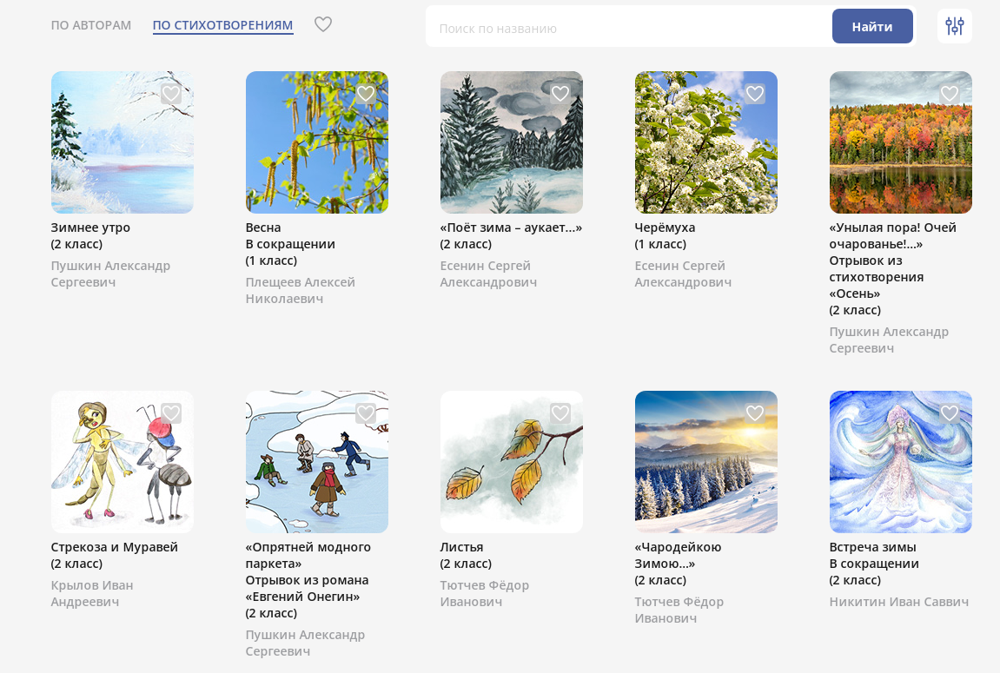 ПО АВТОРАМ
ПО СТИХОТВОРЕНИЯМ
Поиск по названию
Найти
Зимнее утро
(2 класс)
Пушкин Александр
Сергеевич
Весна
В сокращении
(1 класс)
Плещеев Алексей
Николаевич
«Поёт зима – аукает...»
(2 класс)
Есенин Сергей
Александрович
Черёмуха
(1 класс)
Есенин Сергей
Александрович
«Унылая пора! Очей
очарованье!...»
Отрывок из
стихотворения
«Осень»
(2 класс)
Пушкин Александр
Сергеевич
Стрекоза и Муравей
(2 класс)
Крылов Иван
Андреевич
«Опрятней модного
паркета»
Отрывок из романа
«Евгений Онегин»
(2 класс)
Пушкин Александр
Сергеевич
Листья
(2 класс)
Тютчев Фёдор
Иванович
«Чародейкою
Зимою...»
(2 класс)
Тютчев Фёдор
Иванович
Встреча зимы
В сокращении
(2 класс)
Никитин Иван Саввич